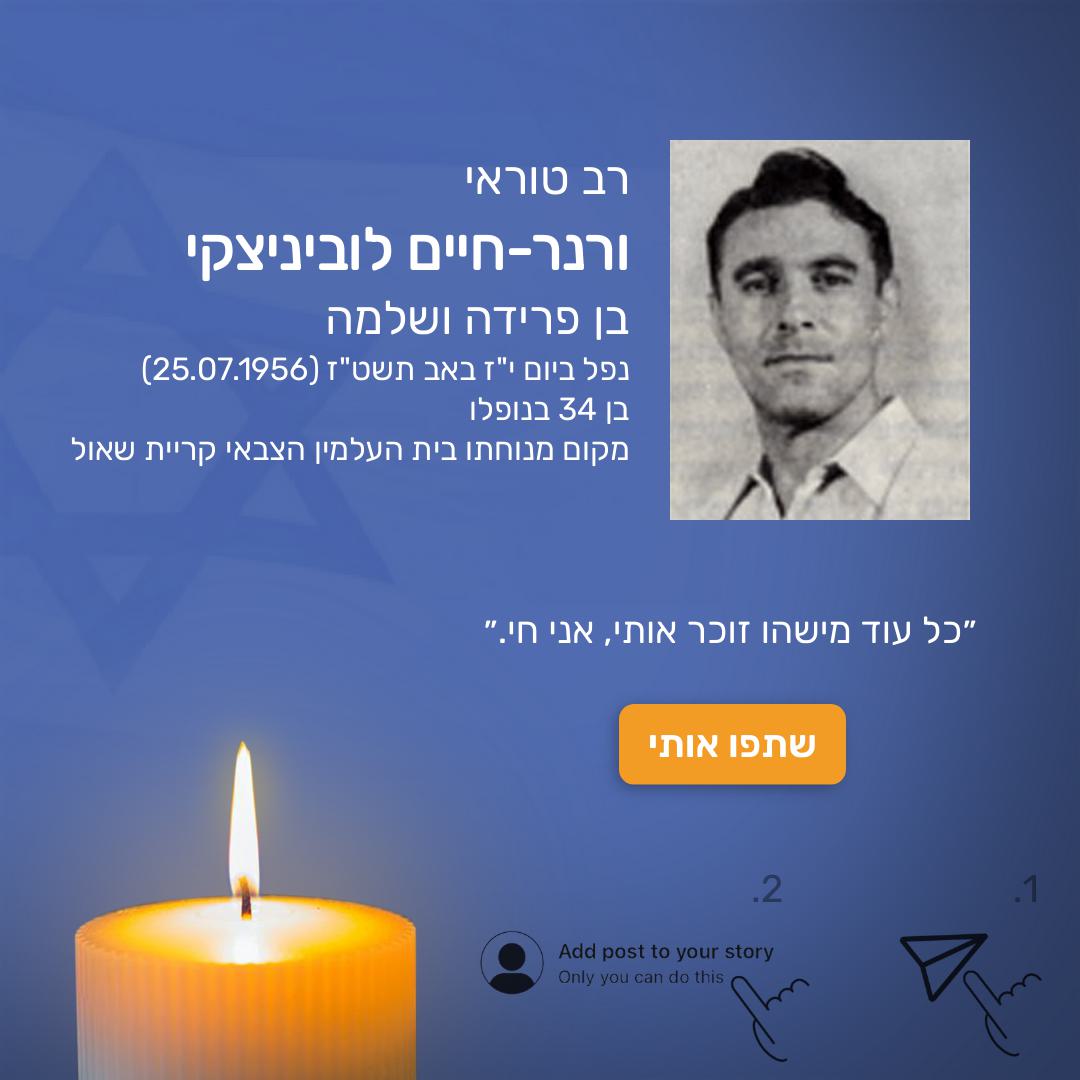 רב טוראי
ורנר-חיים לוביניצקי
בן פרידה ושלמה
נפל ביום י"ז באב תשט"ז (25.07.1956)
בן 34 בנופלו
מקום מנוחתו בית העלמין הצבאי קריית שאול
״כל עוד מישהו זוכר אותי, אני חי.״
שתפו אותי
1.
2.
Add post to your story
Only you can do this